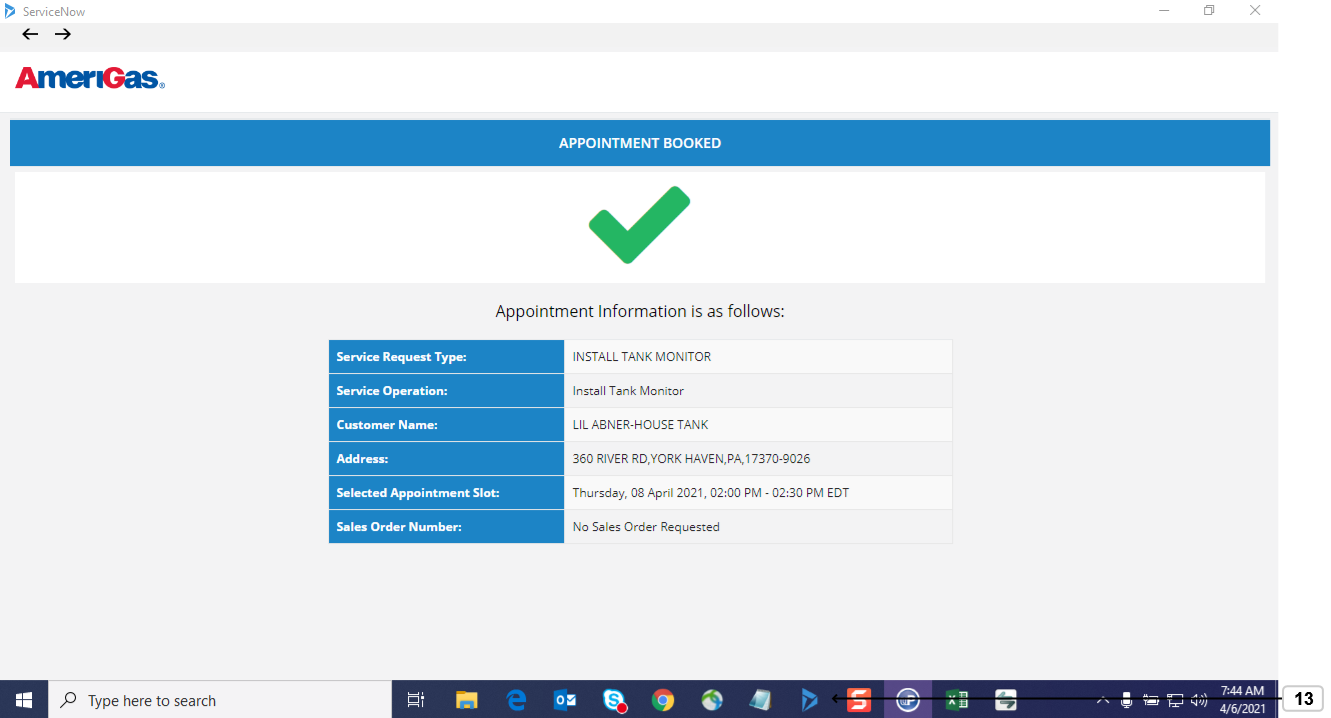 ServiceNow
AmeriGas®
APPOINTMENT BOOKED
Appointment Information is as follows:
Service Request Type: INSTALL TANK MONITOR
Service Operation: Install Tank Monitor
Customer Name: LIL ABNER-HOUSE TANK
Address: 360 RIVER RD,YORK HAVEN,PA,17370-9026
Selected Appointment Slot: Thursday, 08 April 2021, 02:00 PM - 02:30 PM EDT
Sales Order Number: No Sales Order Requested
Type here to search
7:44 AM
4/6/2021
13